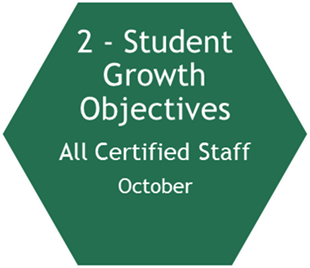 2 - Student
Growth
Objectives
All Certified Staff
October